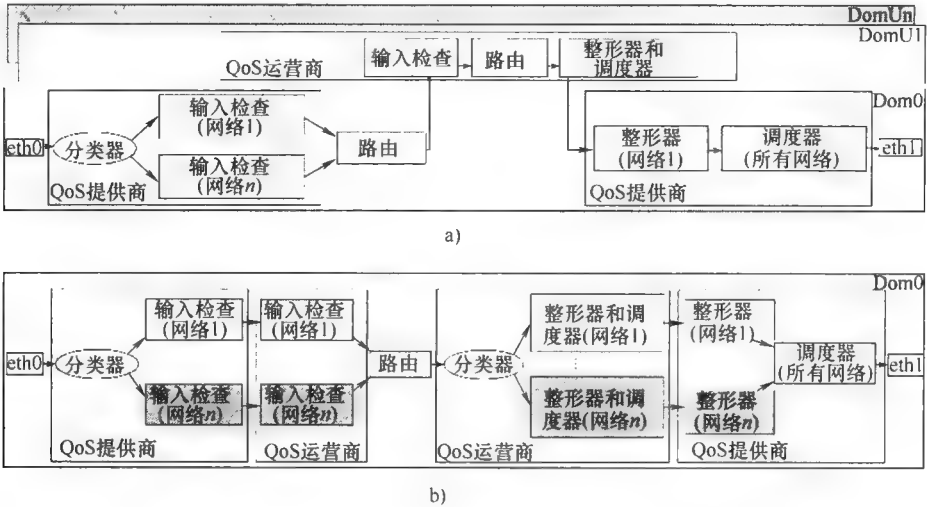 DomUn
DomU1
输入检查
路由
整形器和
调度器
QoS运营商
Dom0
输入检查
(网络1)
eth0
分类器
路由
输入检查
(网络n)
QoS提供商
整形器
(网络1)
调度器
(所有网络)
eth1
QoS提供商
a)
Dom0
输入检查
(网络1)
输入检查
(网络1)
整形器和调
度器(网络1)
整形器
(网络1)
eth0
分类器
路由
分类器
调度器
(所有网络)
eth1
输入检查
(网络n)
输入检查
(网络n)
整形器和调
度器(网络n)
整形器
(网络n)
QoS提供商
QoS运营商
QoS运营商
QoS提供商
b)